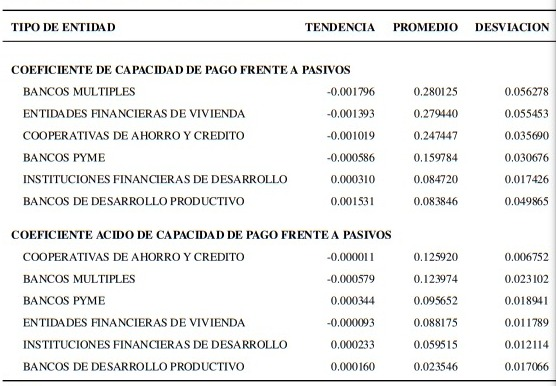 TIPO DE ENTIDAD TENDENCIA PROMEDIO DESVIACION
COEFICIENTE DE CAPACIDAD DE PAGO FRENTE A PASIVOS
BANCOS MULTIPLES -0.001796 0.280125 0.056278
ENTIDADES FINANCIERAS DE VIVIENDA -0.001393 0.279440 0.055453
COOPERATIVAS DE AHORRO Y CREDITO -0.001019 0.247447 0.035690
BANCOS PYME -0.000586 0.159784 0.030676
INSTITUCIONES FINANCIERAS DE DESARROLLO 0.000310 0.084720 0.017426
BANCOS DE DESARROLLO PRODUCTIVO 0.001531 0.083846 0.049865
COEFICIENTE ACIDO DE CAPACIDAD DE PAGO FRENTE A PASIVOS
COOPERATIVAS DE AHORRO Y CREDITO -0.000011 0.125920 0.006752
BANCOS MULTIPLES -0.000579 0.123974 0.023102
BANCOS PYME 0.000344 0.095652 0.018941
ENTIDADES FINANCIERAS DE VIVIENDA -0.000093 0.088175 0.011789
INSTITUCIONES FINANCIERAS DE DESARROLLO 0.000233 0.059515 0.012114
BANCOS DE DESARROLLO PRODUCTIVO 0.000160 0.023546 0.017066